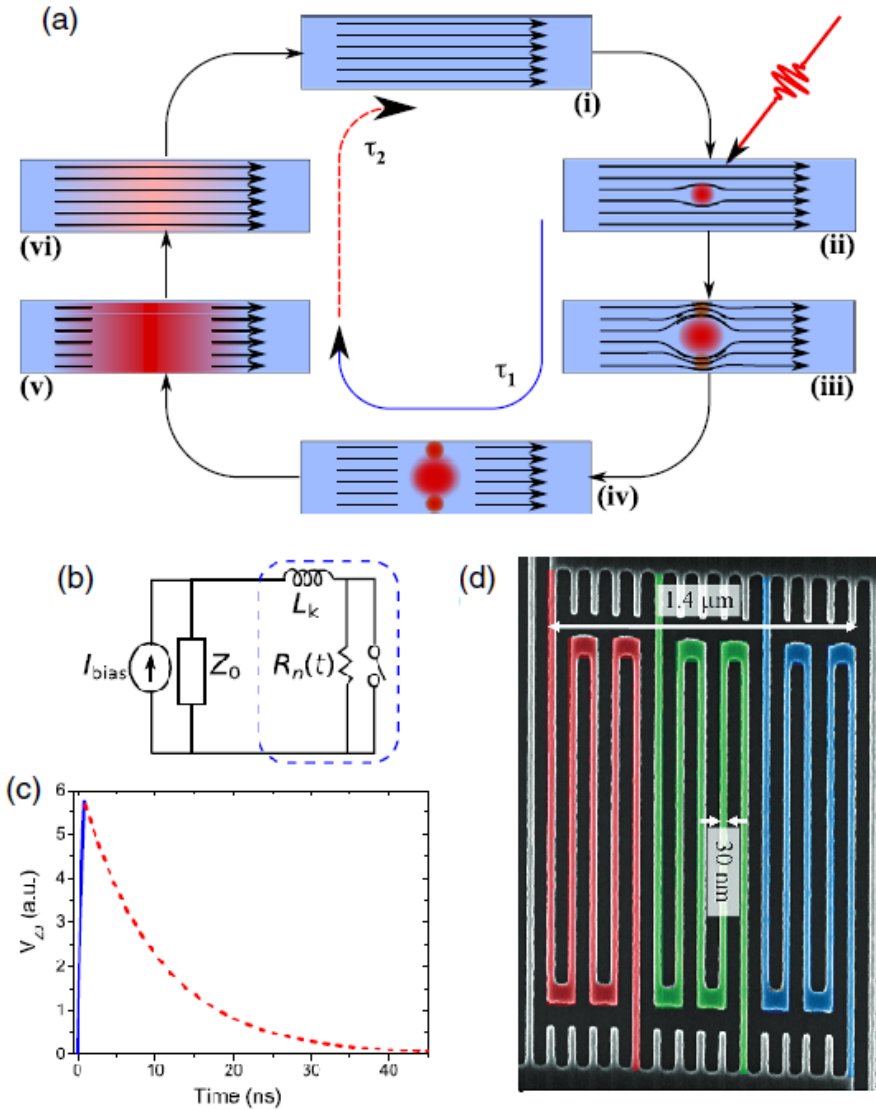 (a)
(i)
τ2
(vi)
(ii)
(v)
τ1
(iii)
(iv)
(b)
Lk
Ibias
Z0
Rn(t)
(d)
1.4 μm
30 nm
(c)
6
5
4
3
2
1
0
VZ0 (a.u.)
0 10 20 30 40
Time (ns)